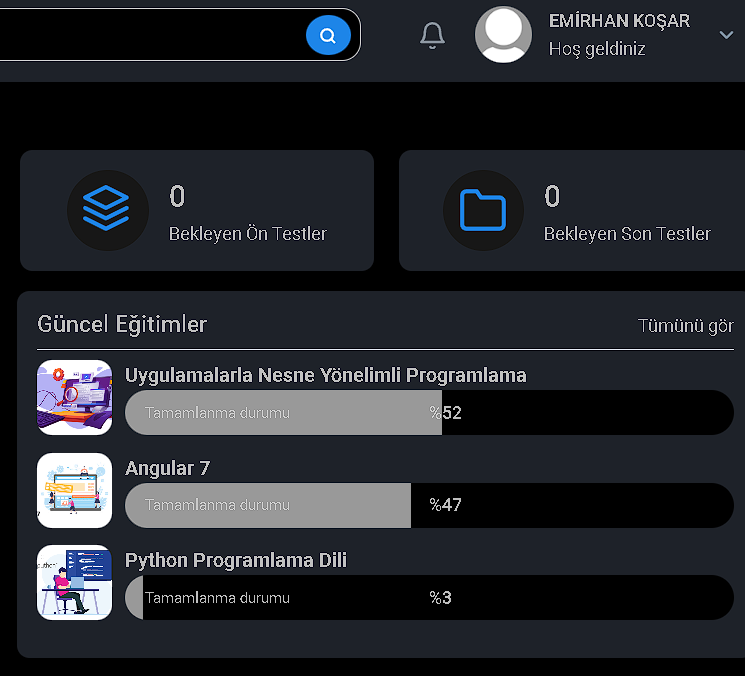 EMİRHAN KOŞAR
Hoş geldiniz
0
Bekleyen Ön Testler
0
Bekleyen Son Testler
Güncel Eğitimler
Tümünü gör
Uygulamalarla Nesne Yönelimli Programlama
Tamamlanma durumu %52
Angular 7
Tamamlanma durumu %47
Python Programlama Dili
Tamamlanma durumu %3